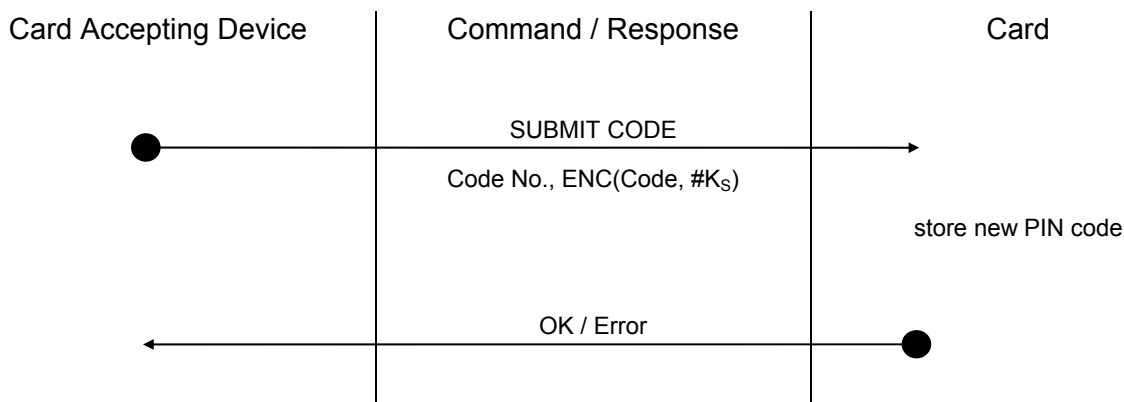 Card Accepting Device
Command / Response
Card
SUBMIT CODE
Code No., ENC(Code, #Kₛ)
store new PIN code
OK / Error